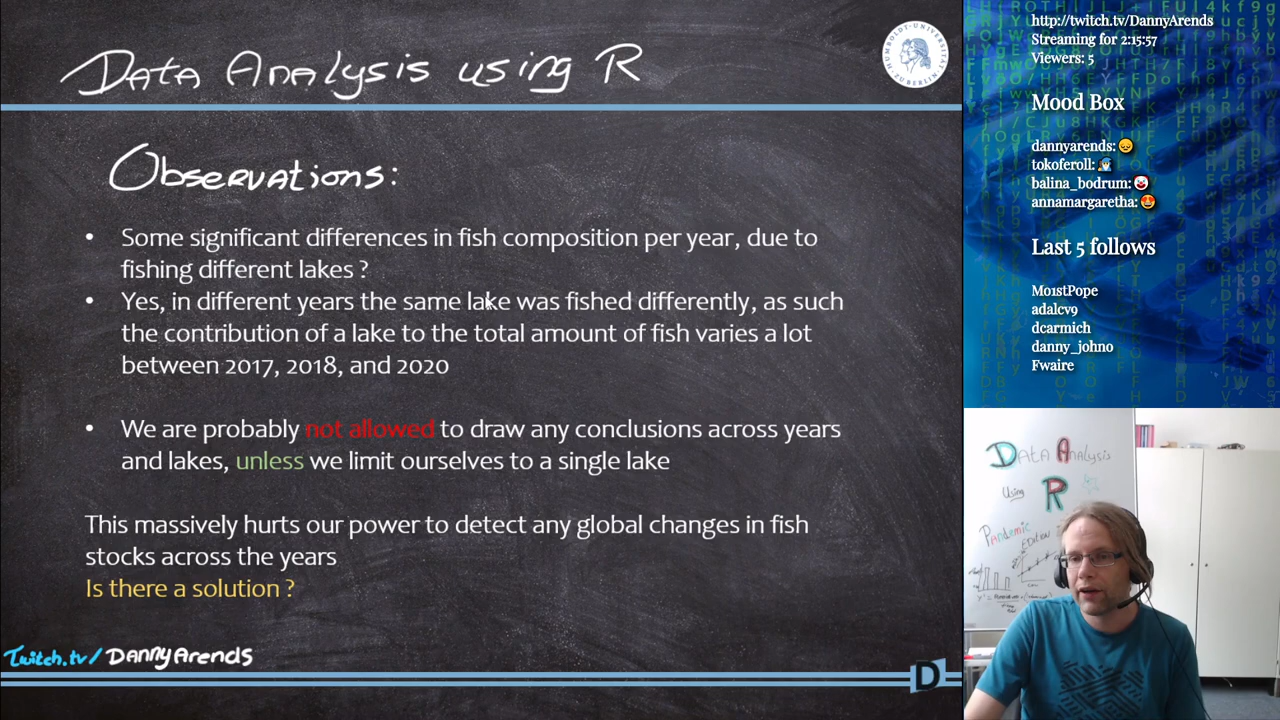 Data Analysis using R
HUMBOLDT-UNIVERSITÄT ZU BERLIN
Observations:
• Some significant differences in fish composition per year, due to
fishing different lakes ?
• Yes, in different years the same lake was fished differently, as such
the contribution of a lake to the total amount of fish varies a lot
between 2017, 2018, and 2020
• We are probably not allowed to draw any conclusions across years
and lakes, unless we limit ourselves to a single lake
This massively hurts our power to detect any global changes in fish
stocks across the years
Is there a solution ?
Twitch.tv/DannyArends
D
http://twitch.tv/DannyArends
Streaming for 2:15:57
Viewers: 5
Mood Box
dannyarends: 😞
tokoferoll:
balina_bodrum: 🤡
annamargaretha: 😍
Last 5 follows
Mo1stPope
adalcv9
dcarmich
danny_johno
Fwaire
Data Analysis
Using R
Pandemic
EDITION